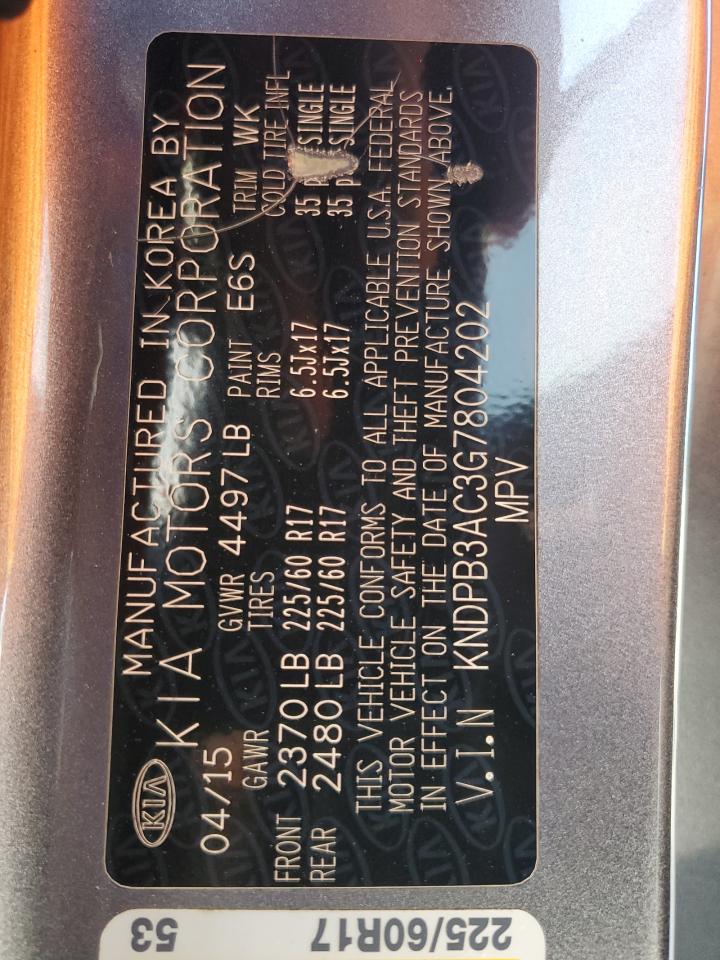 KIA
MANUFACTURED IN KOREA BY
KIA MOTORS CORPORATION
04/15 GVWR 4497 LB PAINT E6S TRIM WK
GAWR TIRES RIMS COLD TIRE INFL
FRONT 2370 LB 225/60 R17 6.5Jx17 35 SINGLE
REAR 2480 LB 225/60 R17 6.5Jx17 35 SINGLE
THIS VEHICLE CONFORMS TO ALL APPLICABLE U.S.A. FEDERAL
MOTOR VEHICLE SAFETY AND THEFT PREVENTION STANDARDS
IN EFFECT ON THE DATE OF MANUFACTURE SHOWN ABOVE.
V.I.N KNDPB3AC3G7804202
MPV
225/60R17
53